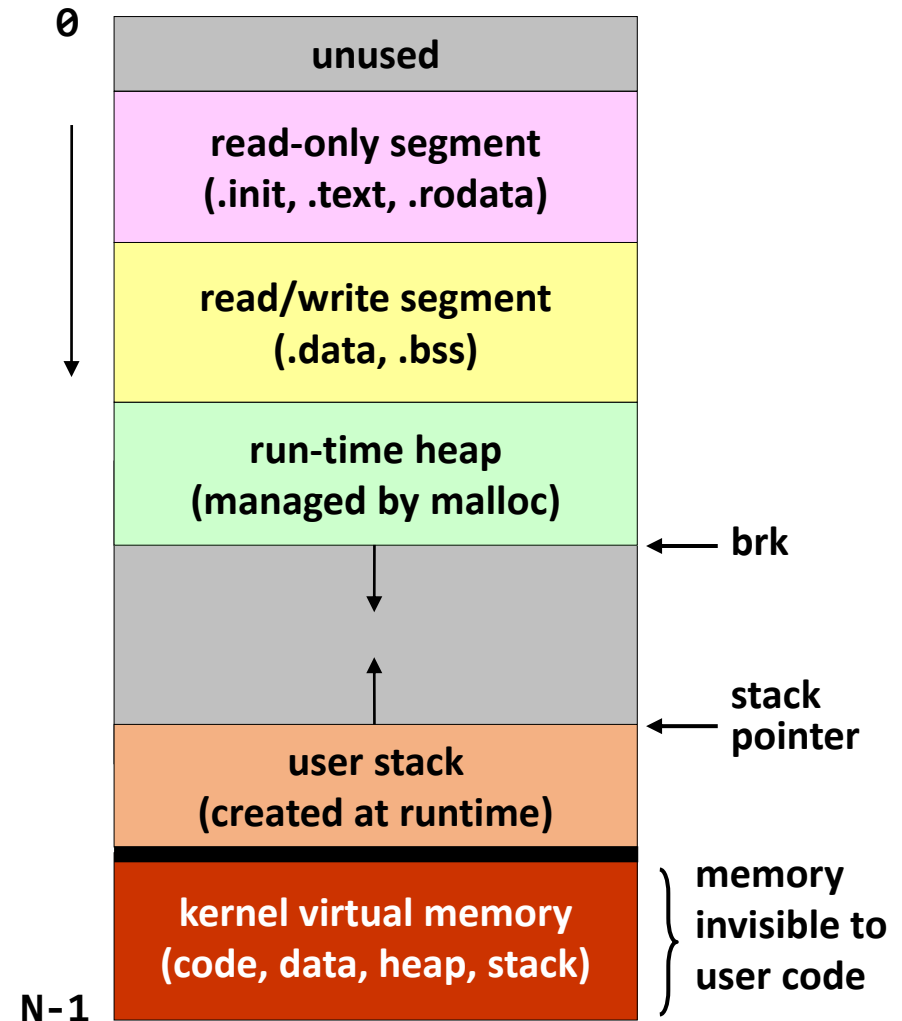 0
unused
read-only segment
(.init, .text, .rodata)
read/write segment
(.data, .bss)
run-time heap
(managed by malloc)
brk
stack
pointer
user stack
(created at runtime)
kernel virtual memory
(code, data, heap, stack)
memory
invisible to
user code
N-1